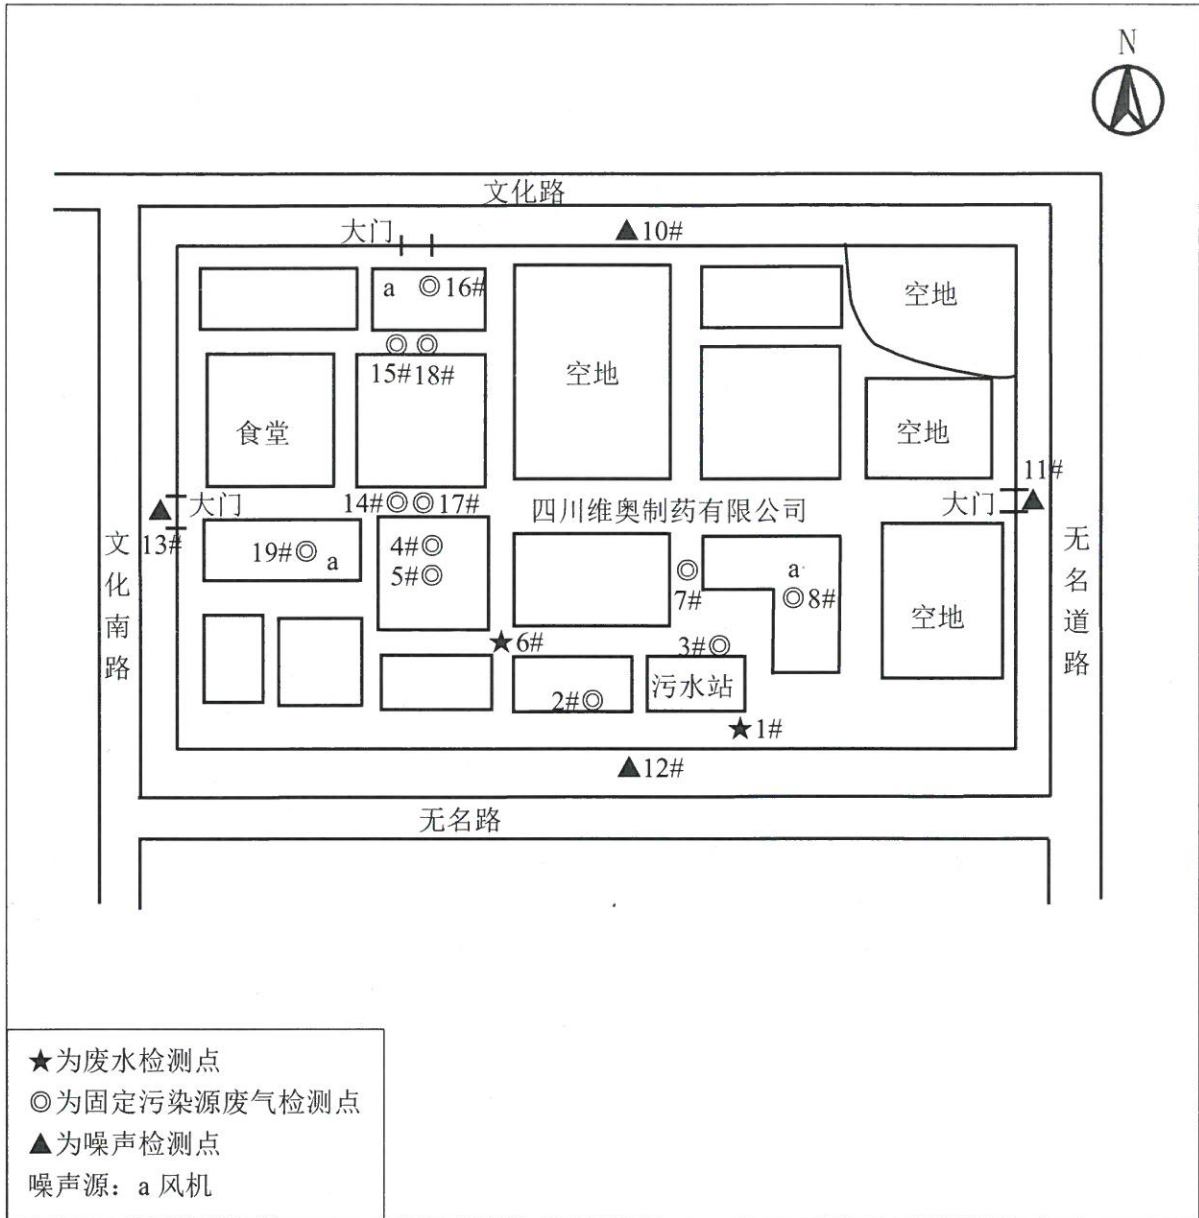 N
文化路
大门
▲10#
a ◎16#
空地
15# 18#
空地
食堂
空地
11#
大门
14#◎◎17#
四川维奥制药有限公司
大门
13#
文化南路
19#◎ a
4#◎
5#◎
7#
a
◎8#
无名道路
空地
★6#
3#◎
2#◎
污水站
★1#
▲12#
无名路
★为废水检测点
◎为固定污染源废气检测点
▲为噪声检测点
噪声源：a 风机